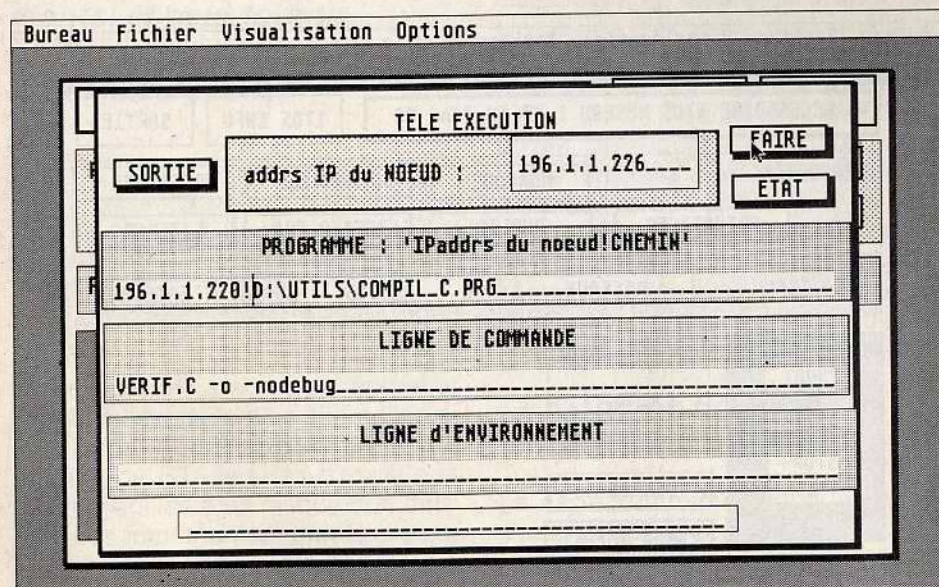 Bureau Fichier Visualisation Options
TELE EXECUTION
SORTIE
addrs IP du NOEUD :
196.1.1.226____
FAIRE
ETAT
PROGRAMME : 'IPaddrs du noeud!CHEMIN'
196.1.1.220!D:\UTILS\COMPIL_C.PRG
LIGNE DE COMMANDE
VERIF.C -o -nodebug
LIGNE d'ENVIRONNEMENT